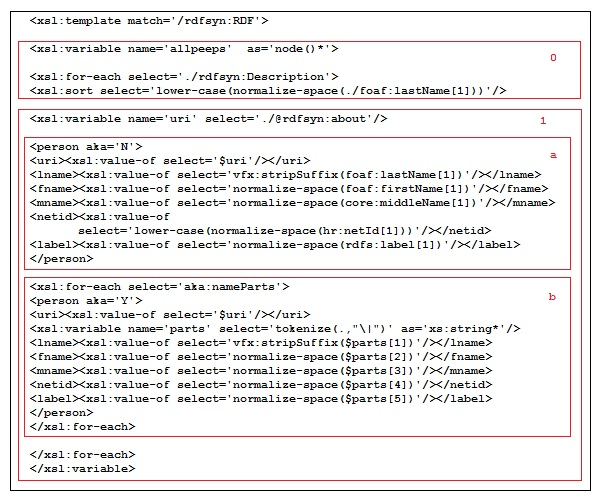 <xsl:template match='/rdfsyn:RDF'>
<xsl:variable name='allpeeps'  as='node()*'>
0
<xsl:for-each select='./rdfsyn:Description'>
<xsl:sort select='lower-case(normalize-space(./foaf:lastName[1]))'/>
<xsl:variable name='uri' select='./@rdfsyn:about'/>
1
<person aka='N'>
a
<uri><xsl:value-of select='$uri'/></uri>
<lname><xsl:value-of select='vfx:stripSuffix(foaf:lastName[1])'/></lname>
<fname><xsl:value-of select='normalize-space(foaf:firstName[1])'/></fname>
<mname><xsl:value-of select='normalize-space(core:middleName[1])'/></mname>
<netid><xsl:value-of
select='lower-case(normalize-space(hr:netId[1]))'/></netid>
<label><xsl:value-of select='normalize-space(rdfs:label[1])'/></label>
</person>
<xsl:for-each select='aka:nameParts'>
b
<person aka='Y'>
<uri><xsl:value-of select='$uri'/></uri>
<xsl:variable name='parts' select='tokenize(.,"\|")' as='xs:string*'/>
<lname><xsl:value-of select='vfx:stripSuffix($parts[1])'/></lname>
<fname><xsl:value-of select='normalize-space($parts[2])'/></fname>
<mname><xsl:value-of select='normalize-space($parts[3])'/></mname>
<netid><xsl:value-of select='normalize-space($parts[4])'/></netid>
<label><xsl:value-of select='normalize-space($parts[5])'/></label>
</person>
</xsl:for-each>
</xsl:for-each>
</xsl:variable>